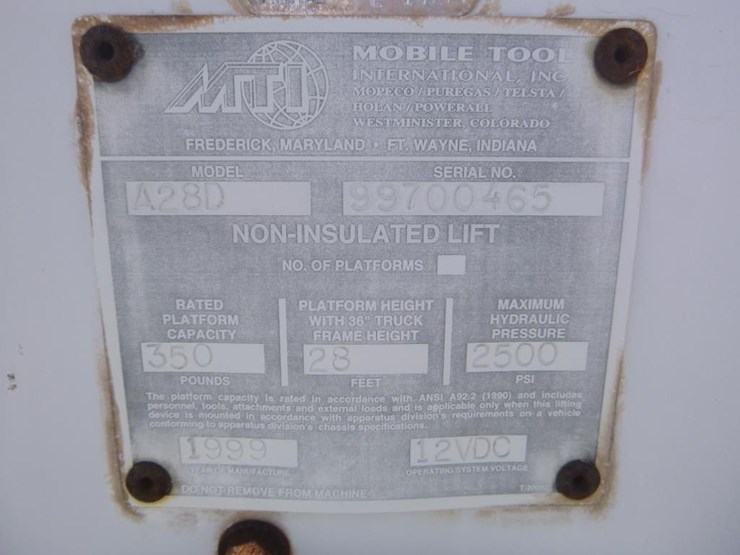 MTI
MOBILE TOOL
INTERNATIONAL, INC
MOPECO / PUREGAS / TELSTA /
HOLAN / POWERALL
WESTMINISTER, COLORADO
FREDERICK, MARYLAND • FT. WAYNE, INDIANA
MODEL SERIAL NO.
A28D 99700465
NON-INSULATED LIFT
NO. OF PLATFORMS
RATED
PLATFORM
CAPACITY
350
POUNDS
PLATFORM HEIGHT
WITH 36" TRUCK
FRAME HEIGHT
28
FEET
MAXIMUM
HYDRAULIC
PRESSURE
2500
PSI
The platform capacity is rated in accordance with ANSI A92.2 (1990) and includes
personnel, tools, attachments and external loads and is applicable only when this lifting
device is mounted in accordance with apparatus division's requirements on a vehicle
conforming to apparatus division's chassis specifications.
1999 12VDC
YEAR OF MANUFACTURE OPERATING SYSTEM VOLTAGE
DO NOT REMOVE FROM MACHINE